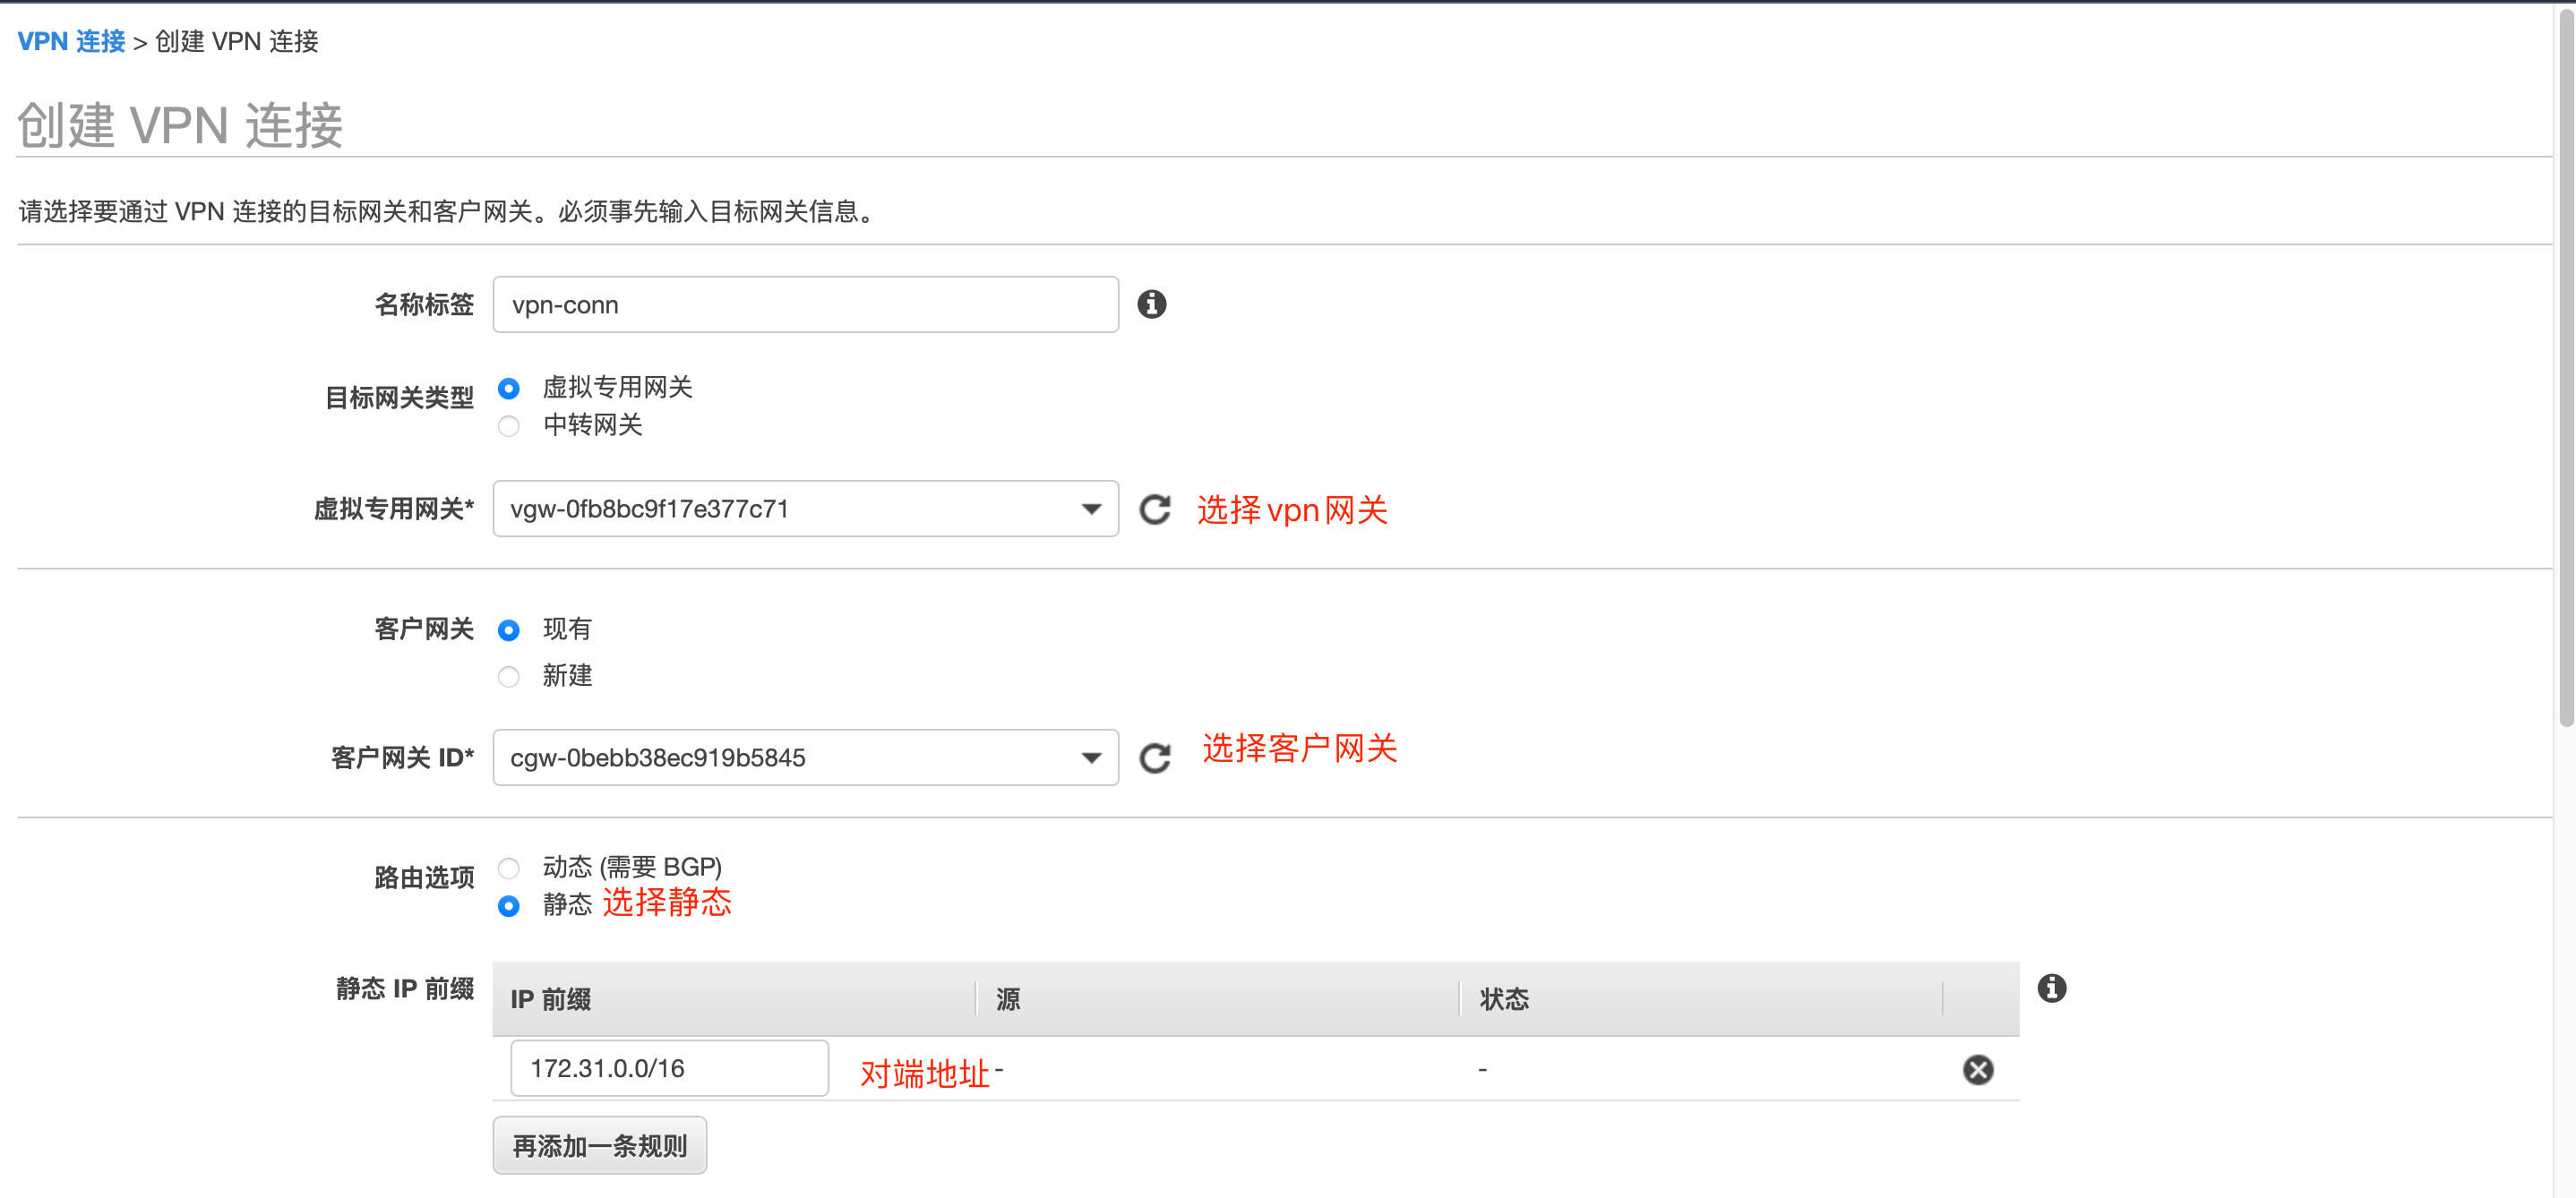 VPN 连接 > 创建 VPN 连接
创建 VPN 连接
请选择要通过 VPN 连接的目标网关和客户网关。必须事先输入目标网关信息。
名称标签 vpn-conn
目标网关类型 虚拟专用网关
中转网关
虚拟专用网关* vgw-0fb8bc9f17e377c71 选择vpn网关
客户网关 现有
新建
客户网关 ID* cgw-0bebb38ec919b5845 选择客户网关
路由选项 动态 (需要 BGP)
静态 选择静态
静态 IP 前缀 IP 前缀 源 状态
172.31.0.0/16 对端地址 - -
再添加一条规则